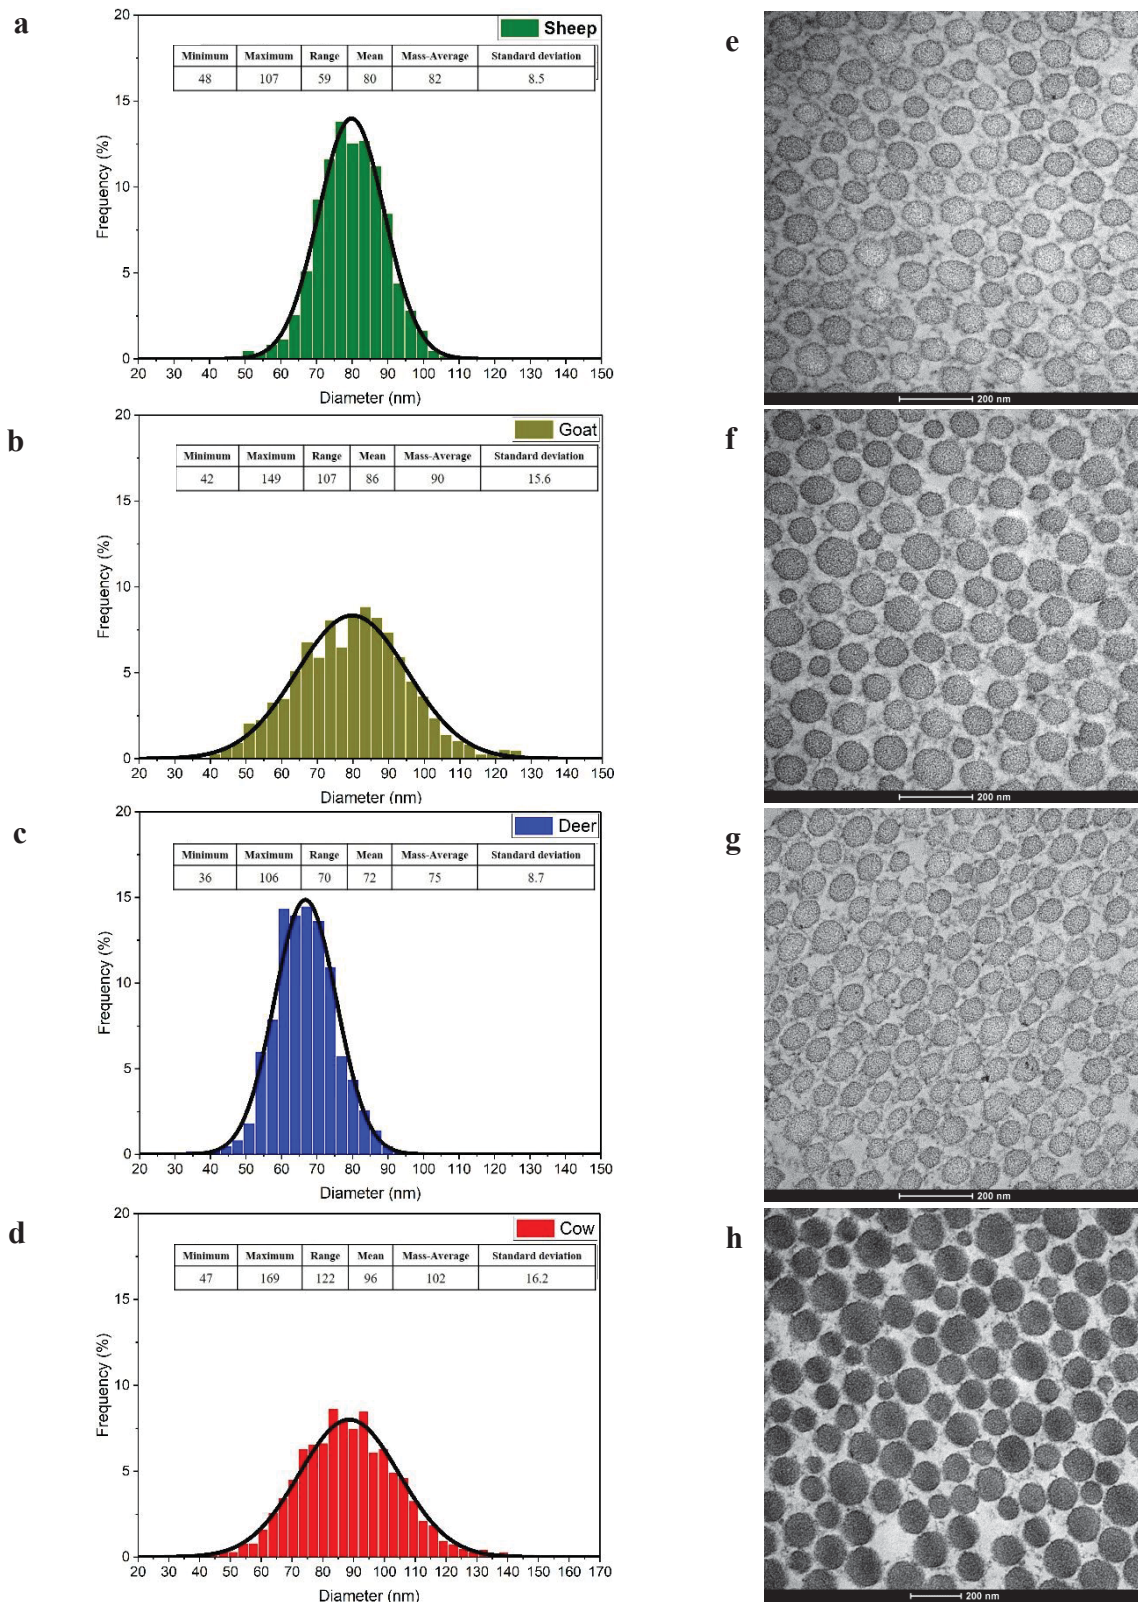 a
Sheep
Minimum Maximum Range Mean Mass-Average Standard deviation
48 107 59 80 82 8.5
20
15
10
5
0
Frequency (%)
20 30 40 50 60 70 80 90 100 110 120 130 140 150
Diameter (nm)
e
200 nm
b
Goat
Minimum Maximum Range Mean Mass-Average Standard deviation
42 149 107 86 90 15.6
20
15
10
5
0
Frequency (%)
20 30 40 50 60 70 80 90 100 110 120 130 140 150
Diameter (nm)
f
200 nm
c
Deer
Minimum Maximum Range Mean Mass-Average Standard deviation
36 106 70 72 75 8.7
20
15
10
5
0
Frequency (%)
20 30 40 50 60 70 80 90 100 110 120 130 140 150
Diameter (nm)
g
200 nm
d
Cow
Minimum Maximum Range Mean Mass-Average Standard deviation
47 169 122 96 102 16.2
20
15
10
5
0
Frequency (%)
20 30 40 50 60 70 80 90 100 110 120 130 140 150 160 170
Diameter (nm)
h
200 nm